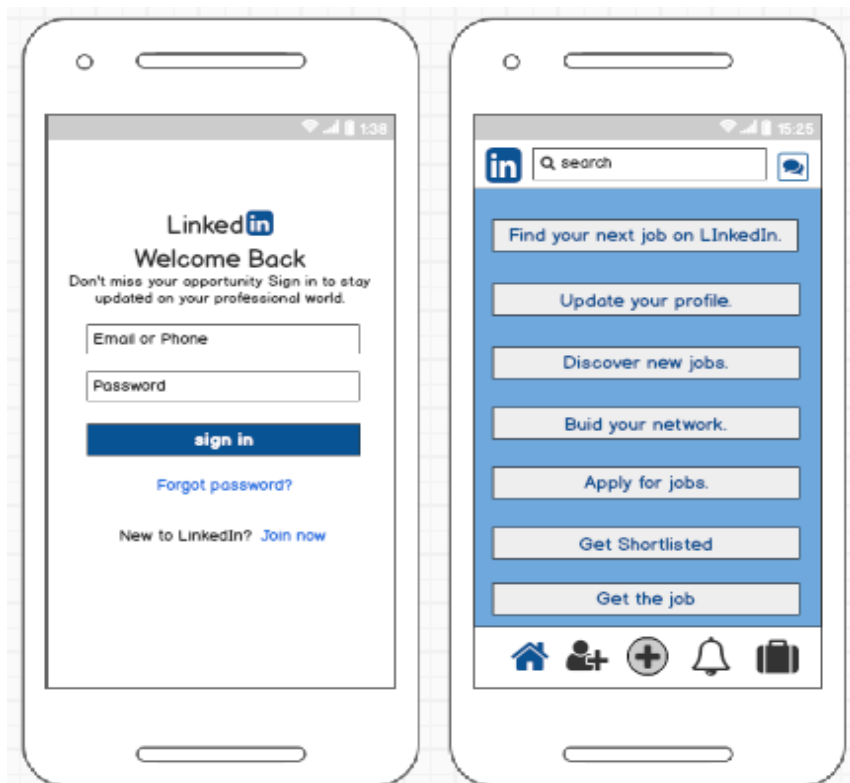 1:38
Linked in
Welcome Back
Don't miss your opportunity Sign in to stay
updated on your professional world.
Email or Phone
Password
sign in
Forgot password?
New to LinkedIn? Join now
15:25
in search
Find your next job on LInkedIn.
Update your profile.
Discover new jobs.
Buid your network.
Apply for jobs.
Get Shortlisted
Get the job